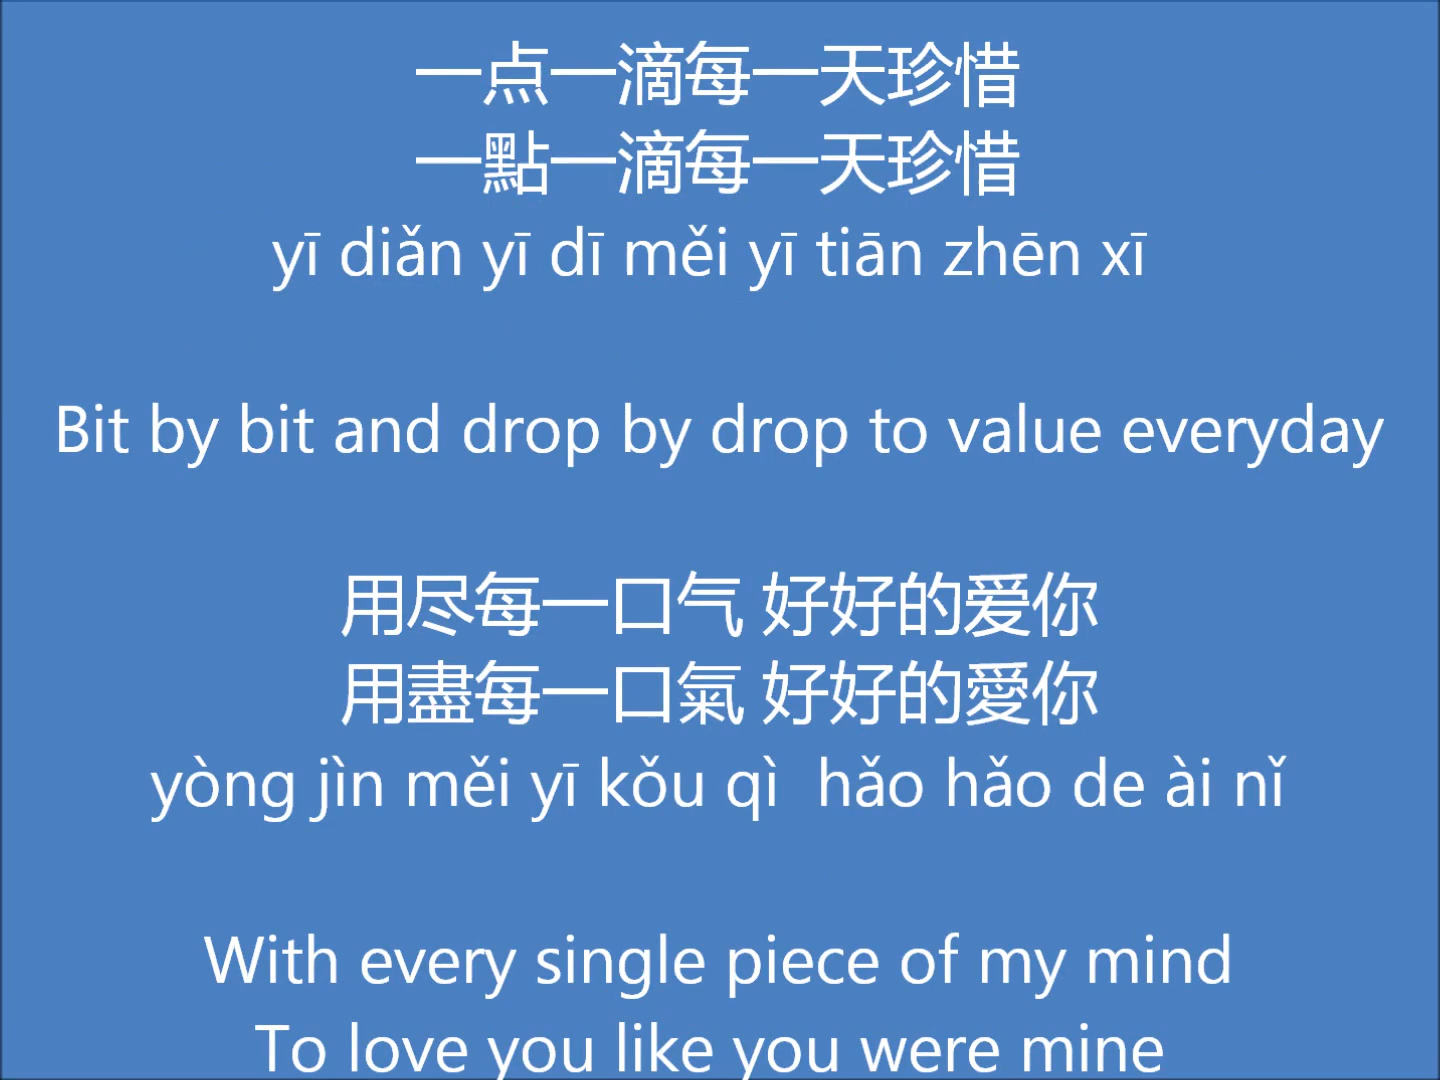 一点一滴每一天珍惜
一點一滴每一天珍惜
yī diǎn yī dī měi yī tiān zhēn xī
Bit by bit and drop by drop to value everyday
用尽每一口气 好好的爱你
用盡每一口氣 好好的愛你
yòng jìn měi yī kǒu qì  hǎo hǎo de ài nǐ
With every single piece of my mind
To love you like you were mine